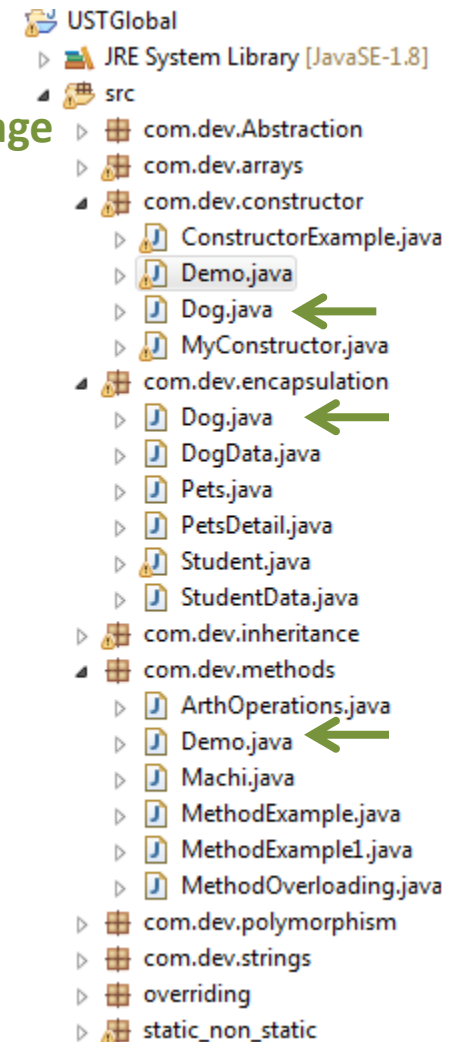 USTGlobal
JRE System Library [JavaSE-1.8]
src
nge
com.dev.Abstraction
com.dev.arrays
com.dev.constructor
ConstructorExample.java
Demo.java
Dog.java
MyConstructor.java
com.dev.encapsulation
Dog.java
DogData.java
Pets.java
PetsDetail.java
Student.java
StudentData.java
com.dev.inheritance
com.dev.methods
ArthOperations.java
Demo.java
Machi.java
MethodExample.java
MethodExample1.java
MethodOverloading.java
com.dev.polymorphism
com.dev.strings
overriding
static_non_static